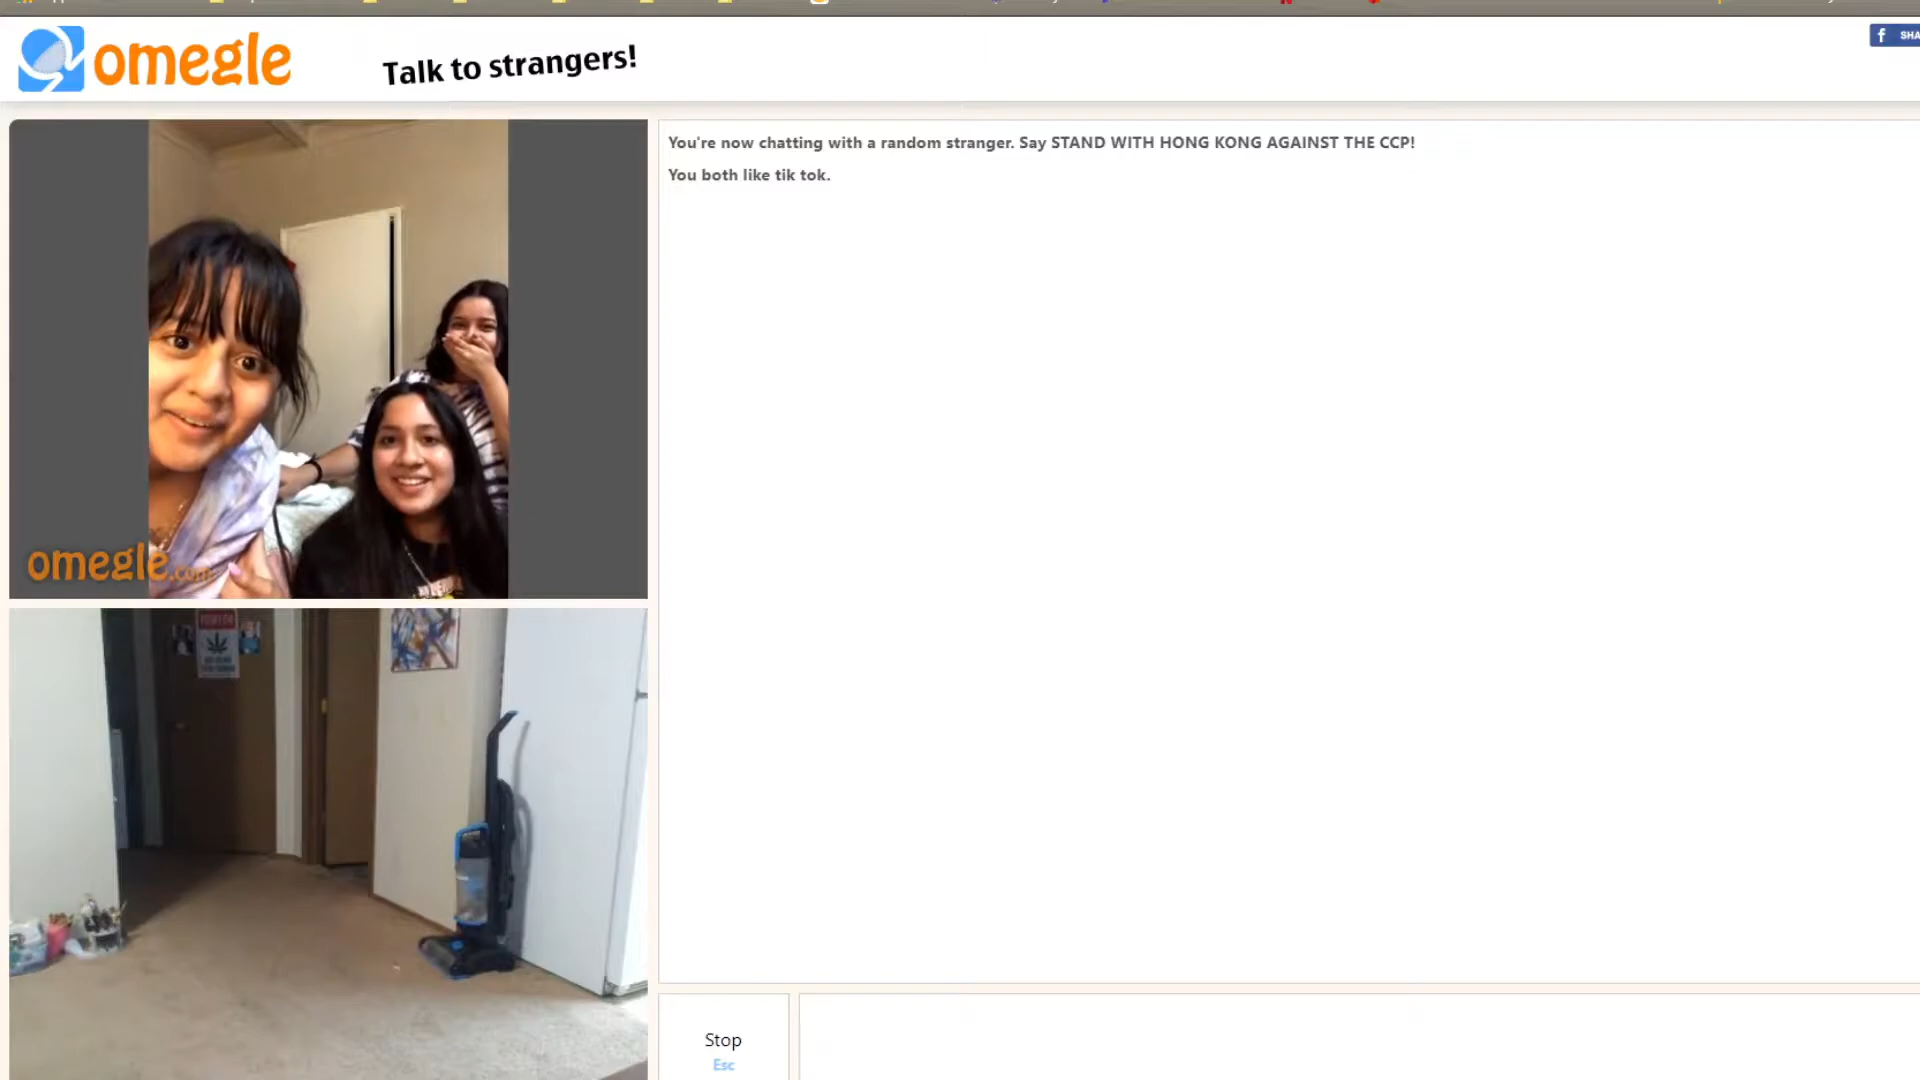 omegle
Talk to strangers!
f SHA
You're now chatting with a random stranger. Say STAND WITH HONG KONG AGAINST THE CCP!
You both like tik tok.
omegle.com
Stop
Esc